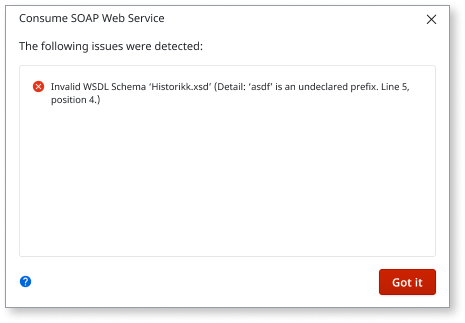 Consume SOAP Web Service
The following issues were detected:
Invalid WSDL Schema ‘Historikk.xsd’ (Detail: ‘asdf’ is an undeclared prefix. Line 5,
position 4.)
?
Got it